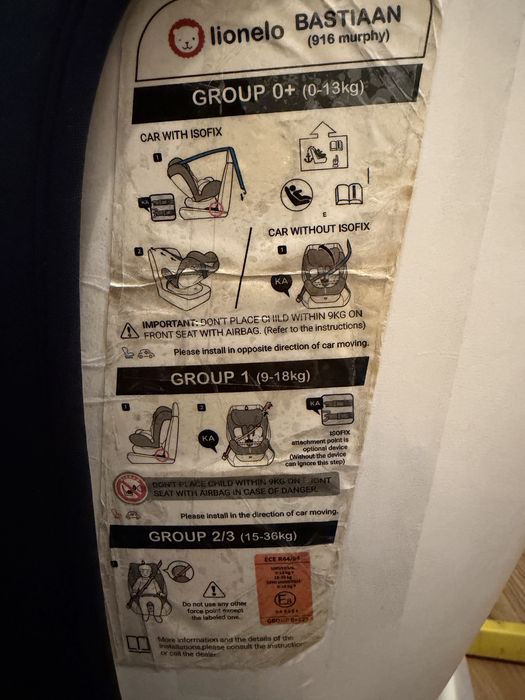 lionelo BASTIAAN
(916 murphy)
GROUP 0+ (0-13kg)
CAR WITH ISOFIX
1
KA
E
CAR WITHOUT ISOFIX
2
1
KA
IMPORTANT: DON'T PLACE CHILD WITHIN 9KG ON
FRONT SEAT WITH AIRBAG. (Refer to the instructions)
Please install in opposite direction of car moving.
GROUP 1 (9-18kg)
1
2
KA
KA
ISOFIX
attachment point is
optional device
(Without the device
can ignore this step)
DON'T PLACE CHILD WITHIN 9KG ON FRONT
SEAT WITH AIRBAG IN CASE OF DANGER.
Please install in the direction of car moving.
GROUP 2/3 (15-36kg)
ECE R44/04
UNIVERSAL
Do not use any other
force point except
the labeled one.
More information and the details of the
installations,please consult the instruction
or call the dealer.